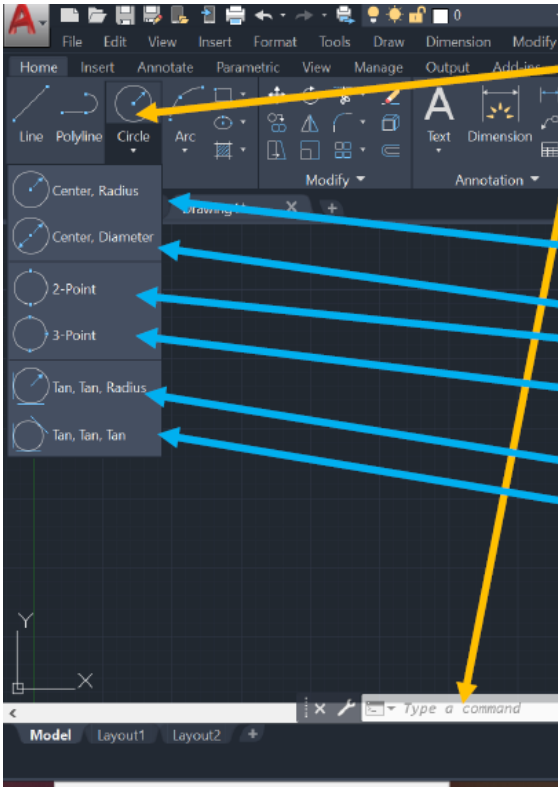 A 0
File Edit View Insert Format Tools Draw Dimension Modify
Home Insert Annotate Parametric View Manage Output Add-ins
A
Line Polyline Circle Arc Text Dimension
Modify Annotation
Center, Radius
Center, Diameter
2-Point
3-Point
Tan, Tan, Radius
Tan, Tan, Tan
Y
X
Type a command
Model Layout1 Layout2 +